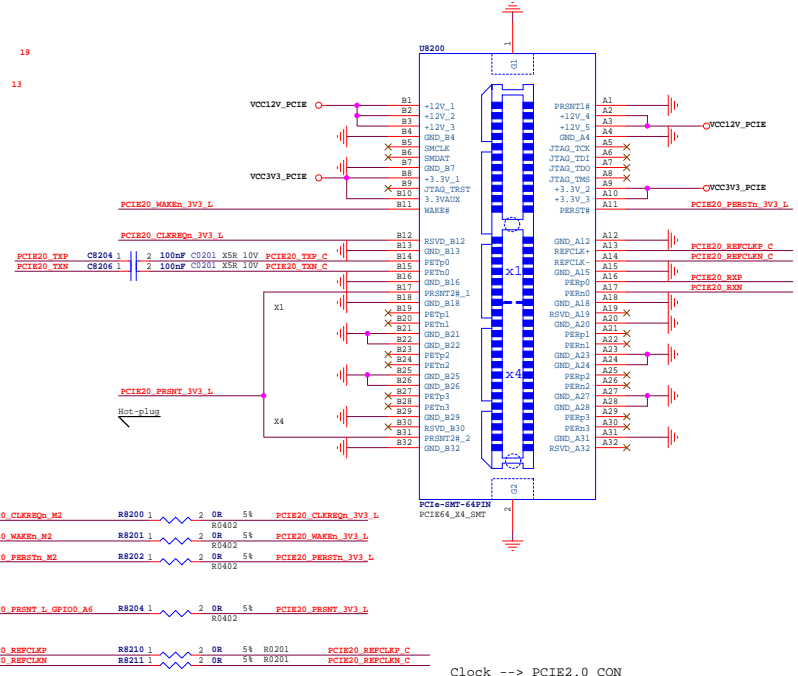 19
13
U8200
1
G1
VCC12V_PCIE
B1 +12V_1 PRSNT1# A1
B2 +12V_2 +12V_4 A2
B3 +12V_3 +12V_5 A3 VCC12V_PCIE
B4 GND_B4 GND_A4 A4
B5 SMCLK JTAG_TCK A5
B6 SMDAT JTAG_TDI A6
B7 GND_B7 JTAG_TDO A7
VCC3V3_PCIE B8 +3.3V_1 JTAG_TMS A8
B9 JTAG_TRST +3.3V_2 A9 VCC3V3_PCIE
B10 3.3VAUX +3.3V_3 A10
PCIE20_WAKEn_3V3_L B11 WAKE# PERST# A11 PCIE20_PERSTn_3V3_L
PCIE20_CLKREQn_3V3_L B12 RSVD_B12 GND_A12 A12
B13 GND_B13 REFCLK+ A13 PCIE20_REFCLKP_C
PCIE20_TXP C8204 1 2 100nF C0201 X5R 10V PCIE20_TXP_C B14 PETp0 REFCLK- A14 PCIE20_REFCLKN_C
PCIE20_TXN C8206 1 2 100nF C0201 X5R 10V PCIE20_TXN_C B15 PETn0 GND_A15 A15
x1
B16 GND_B16 PERp0 A16 PCIE20_RXP
B17 PRSNT2#_1 PERn0 A17 PCIE20_RXN
X1 B18 GND_B18 GND_A18 A18
B19 PETp1 RSVD_A19 A19
B20 PETn1 GND_A20 A20
B21 GND_B21 PERp1 A21
B22 GND_B22 PERn1 A22
B23 PETp2 GND_A23 A23
B24 PETn2 GND_A24 A24
x4
B25 GND_B25 PERp2 A25
B26 GND_B26 PERn2 A26
PCIE20_PRSNT_3V3_L B27 PETp3 GND_A27 A27
B28 PETn3 GND_A28 A28
Hot-plug
B29 GND_B29 PERp3 A29
X4 B30 RSVD_B30 PERn3 A30
B31 PRSNT2#_2 GND_A31 A31
B32 GND_B32 RSVD_A32 A32
G2
2
PCIe-SMT-64PIN
PCIE64_X4_SMT
0_CLKREQn_M2 R8200 1 2 0R 5% PCIE20_CLKREQn_3V3_L
R0402
0_WAKEn_M2 R8201 1 2 0R 5% PCIE20_WAKEn_3V3_L
R0402
0_PERSTn_M2 R8202 1 2 0R 5% PCIE20_PERSTn_3V3_L
R0402
0_PRSNT_L_GPIO0_A6 R8204 1 2 0R 5% PCIE20_PRSNT_3V3_L
R0402
0_REFCLKP R8210 1 2 0R 5% R0201 PCIE20_REFCLKP_C
0_REFCLKN R8211 1 2 0R 5% R0201 PCIE20_REFCLKN_C
Clock --> PCIE2.0 CON